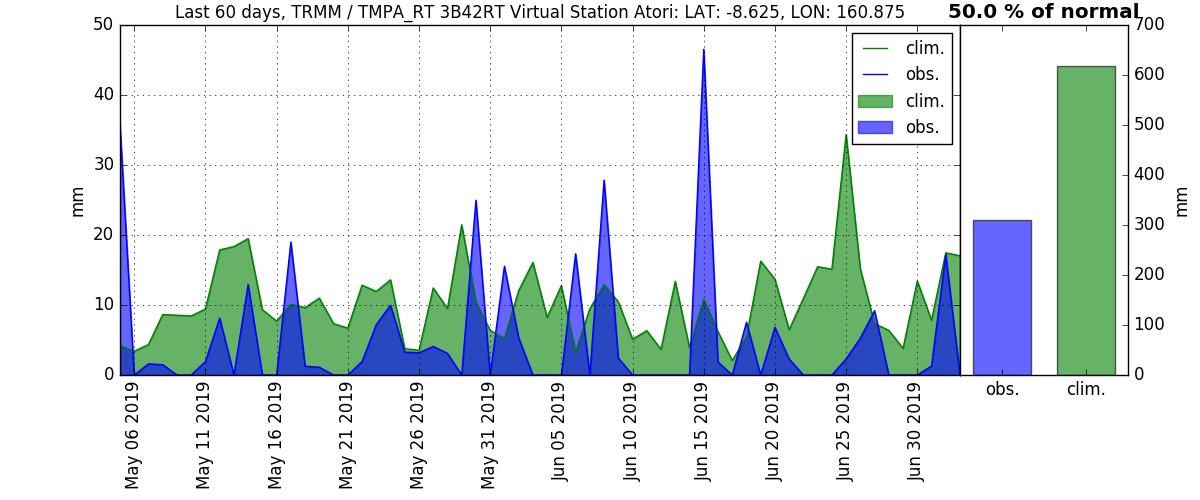 Last 60 days, TRMM / TMPA_RT 3B42RT Virtual Station Atori: LAT: -8.625, LON: 160.875
50.0 % of normal
50
40
30
20
10
0
mm
clim.
obs.
clim.
obs.
May 06 2019
May 11 2019
May 16 2019
May 21 2019
May 26 2019
May 31 2019
Jun 05 2019
Jun 10 2019
Jun 15 2019
Jun 20 2019
Jun 25 2019
Jun 30 2019
700
600
500
400
300
200
100
0
mm
obs.
clim.